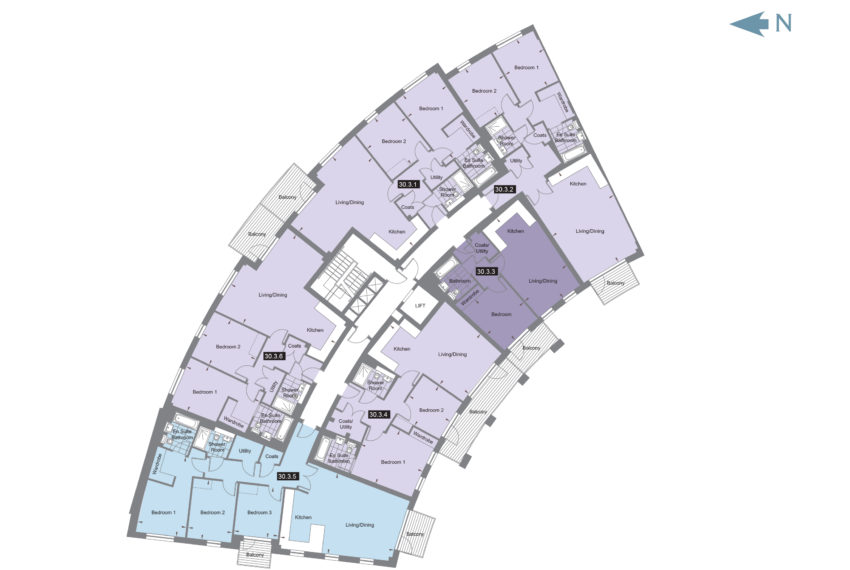 N
Bedroom 1
Bedroom 2
Wardrobe
Shower
Room
Coats
En Suite
Bathroom
Utility
30.3.2
Kitchen
Living/Dining
Balcony
Bedroom 1
Bedroom 2
Wardrobe
En Suite
Bathroom
Utility
30.3.1
Shower
Room
Coats
Living/Dining
Kitchen
Balcony
Balcony
Kitchen
Coats/
Utility
30.3.3
Bathroom
Living/Dining
Wardrobe
Bedroom
Balcony
LIFT
Living/Dining
Kitchen
Bedroom 2
Coats
30.3.6
Utility
Shower
Room
Bedroom 1
Wardrobe
En Suite
Bathroom
Kitchen
Living/Dining
Shower
Room
Bedroom 2
30.3.4
Coats/
Utility
Wardrobe
En Suite
Bathroom
Bedroom 1
Balcony
En Suite
Bathroom
Shower
Room
Utility
Coats
Wardrobe
30.3.5
Bedroom 1
Bedroom 2
Bedroom 3
Kitchen
Living/Dining
Balcony
Balcony